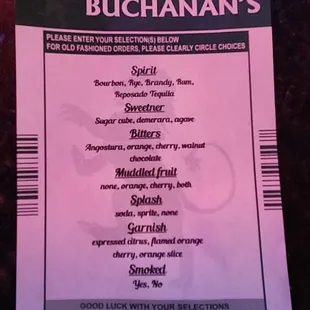 BUCHANAN'S
PLEASE ENTER YOUR SELECTION(S) BELOW
FOR OLD FASHIONED ORDERS, PLEASE CLEARLY CIRCLE CHOICES
Spirit
Bourbon, Rye, Brandy, Rum,
Reposado Tequila
Sweetner
Sugar cube, demerara, agave
Bitters
Angostura, orange, cherry, walnut
chocolate
Muddled fruit
none, orange, cherry, both
Splash
soda, sprite, none
Garnish
expressed citrus, flamed orange
cherry, orange slice
Smoked
Yes, No
GOOD LUCK WITH YOUR SELECTIONS